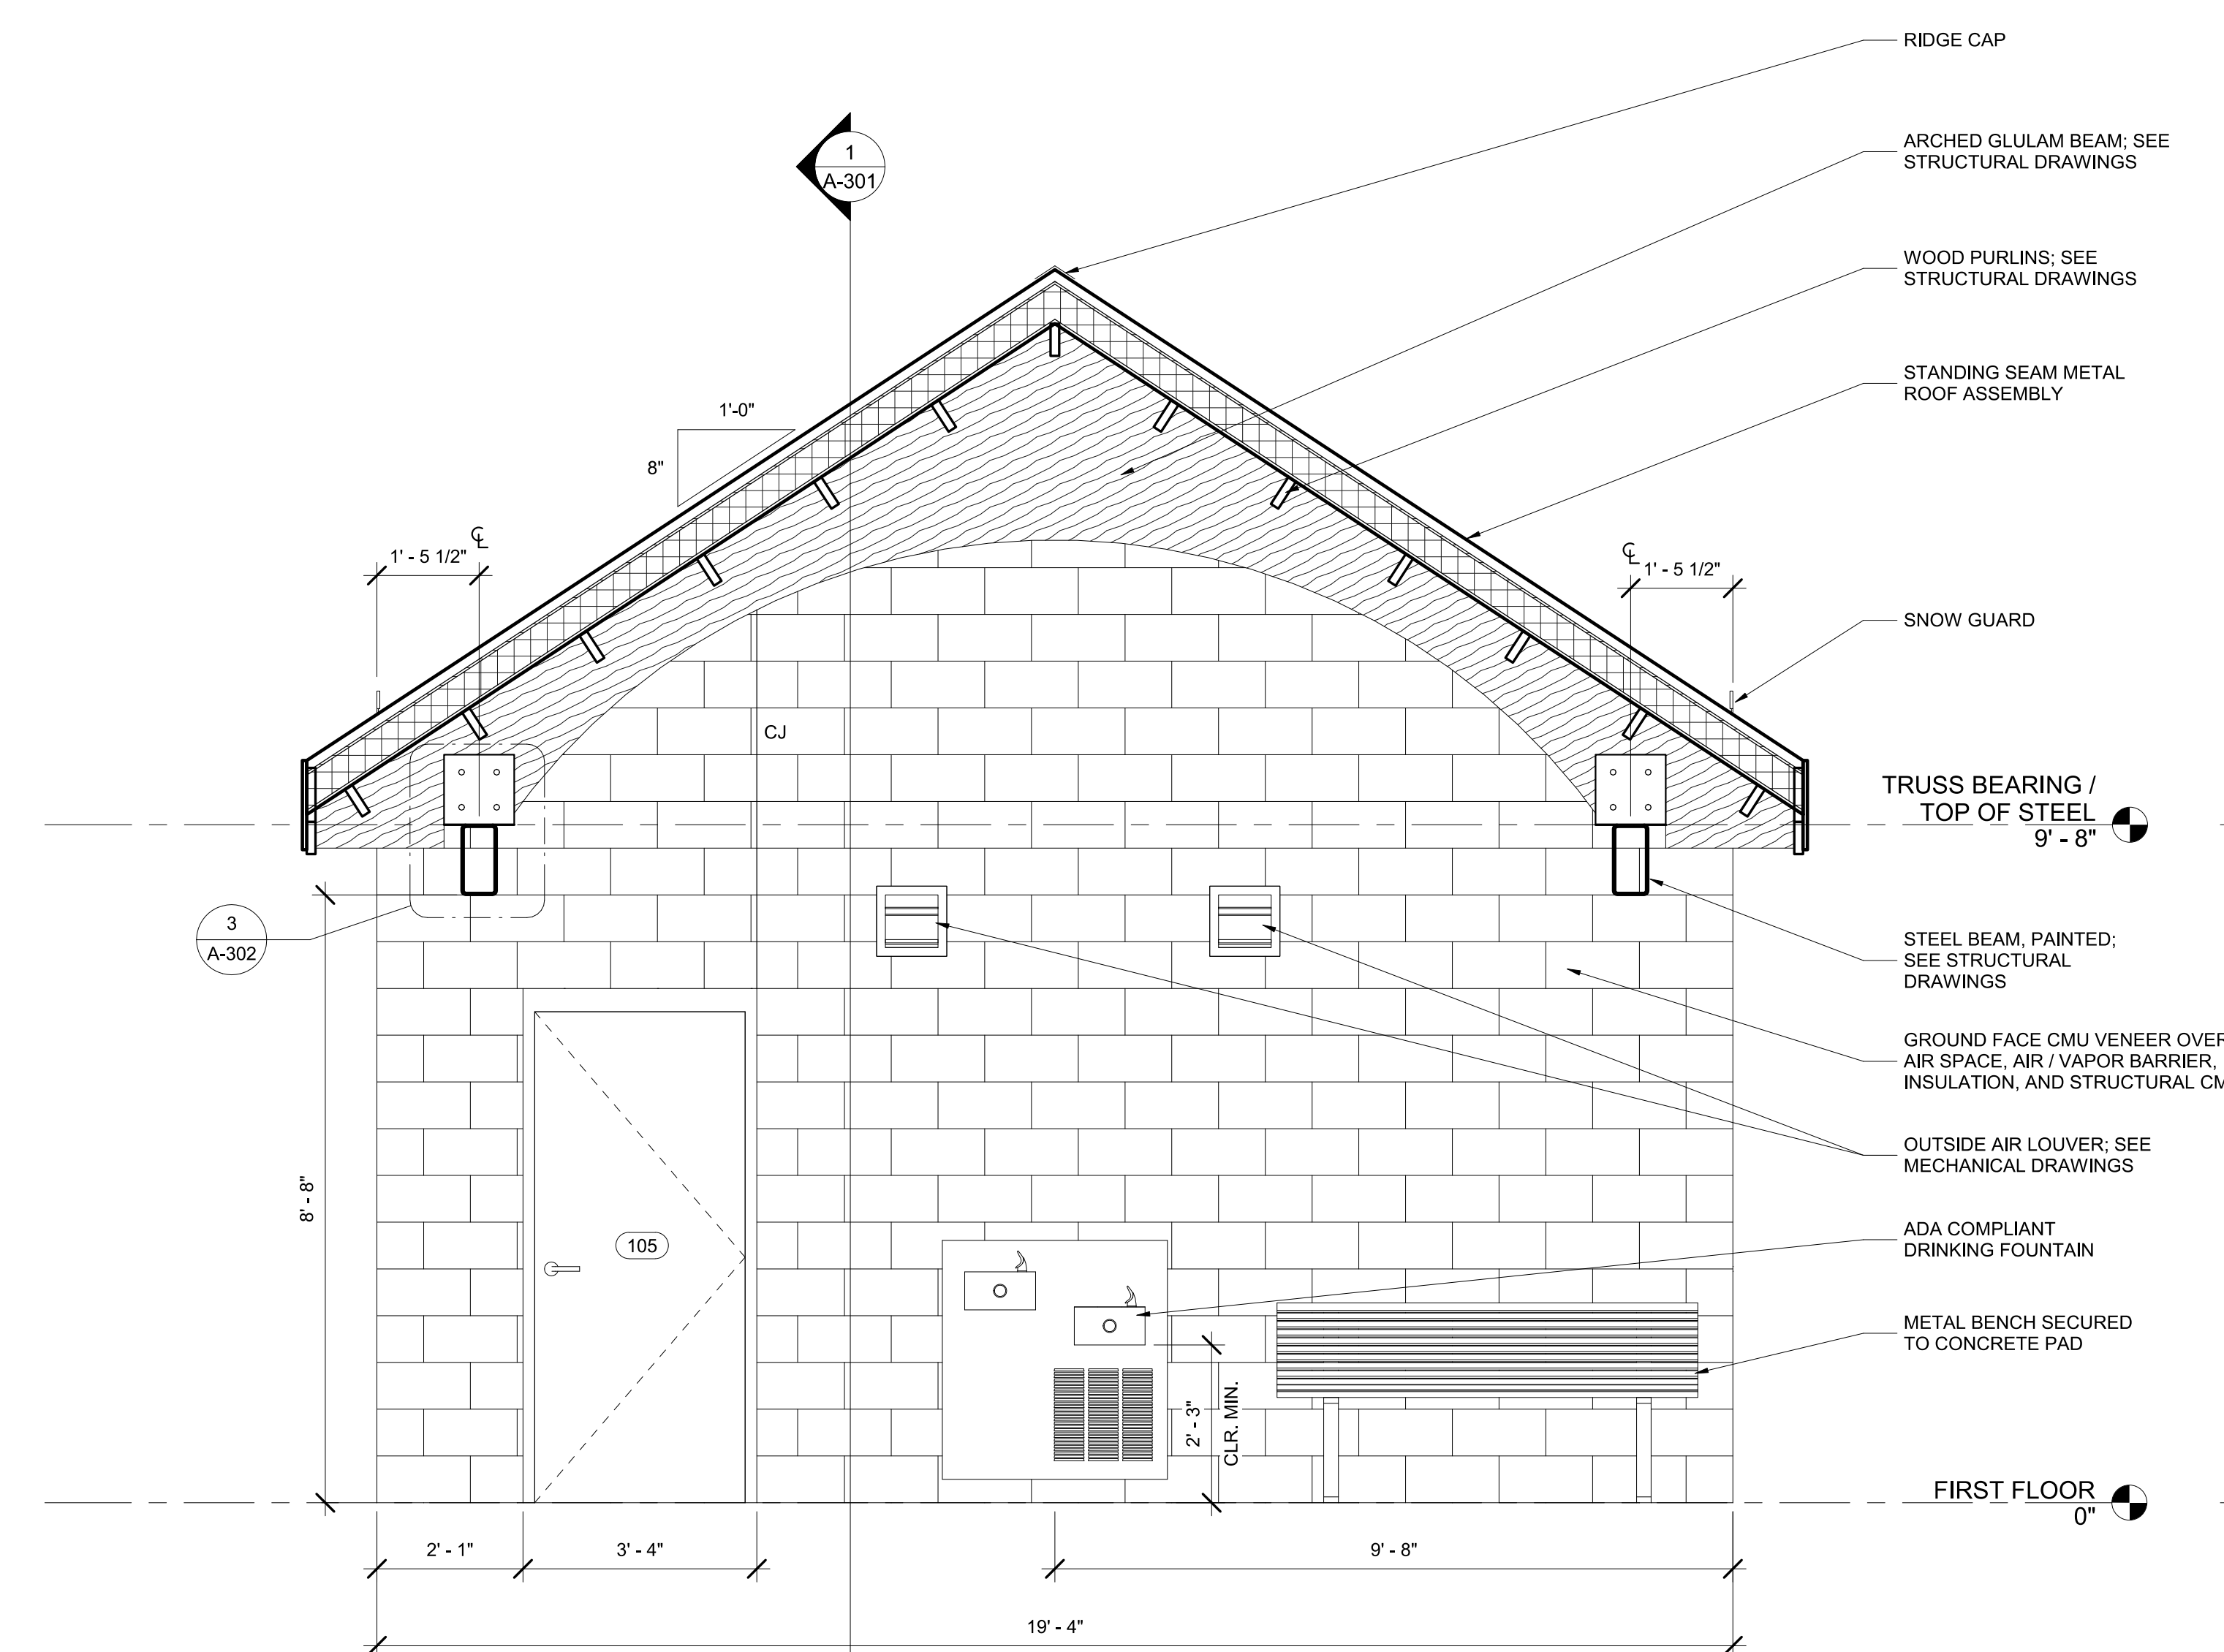 RIDGE CAP
1
A-301
ARCHED GLULAM BEAM; SEE
STRUCTURAL DRAWINGS
WOOD PURLINS; SEE
STRUCTURAL DRAWINGS
STANDING SEAM METAL
ROOF ASSEMBLY
1'-0"
8"
1' - 5 1/2"
℄
℄
1' - 5 1/2"
SNOW GUARD
CJ
TRUSS BEARING /
TOP OF STEEL
9' - 8"
3
A-302
STEEL BEAM, PAINTED;
SEE STRUCTURAL
DRAWINGS
GROUND FACE CMU VENEER OVER
AIR SPACE, AIR / VAPOR BARRIER,
INSULATION, AND STRUCTURAL CM
OUTSIDE AIR LOUVER; SEE
MECHANICAL DRAWINGS
8' - 8"
105
ADA COMPLIANT
DRINKING FOUNTAIN
METAL BENCH SECURED
TO CONCRETE PAD
2' - 3"
CLR. MIN.
FIRST FLOOR
0"
2' - 1"
3' - 4"
9' - 8"
19' - 4"